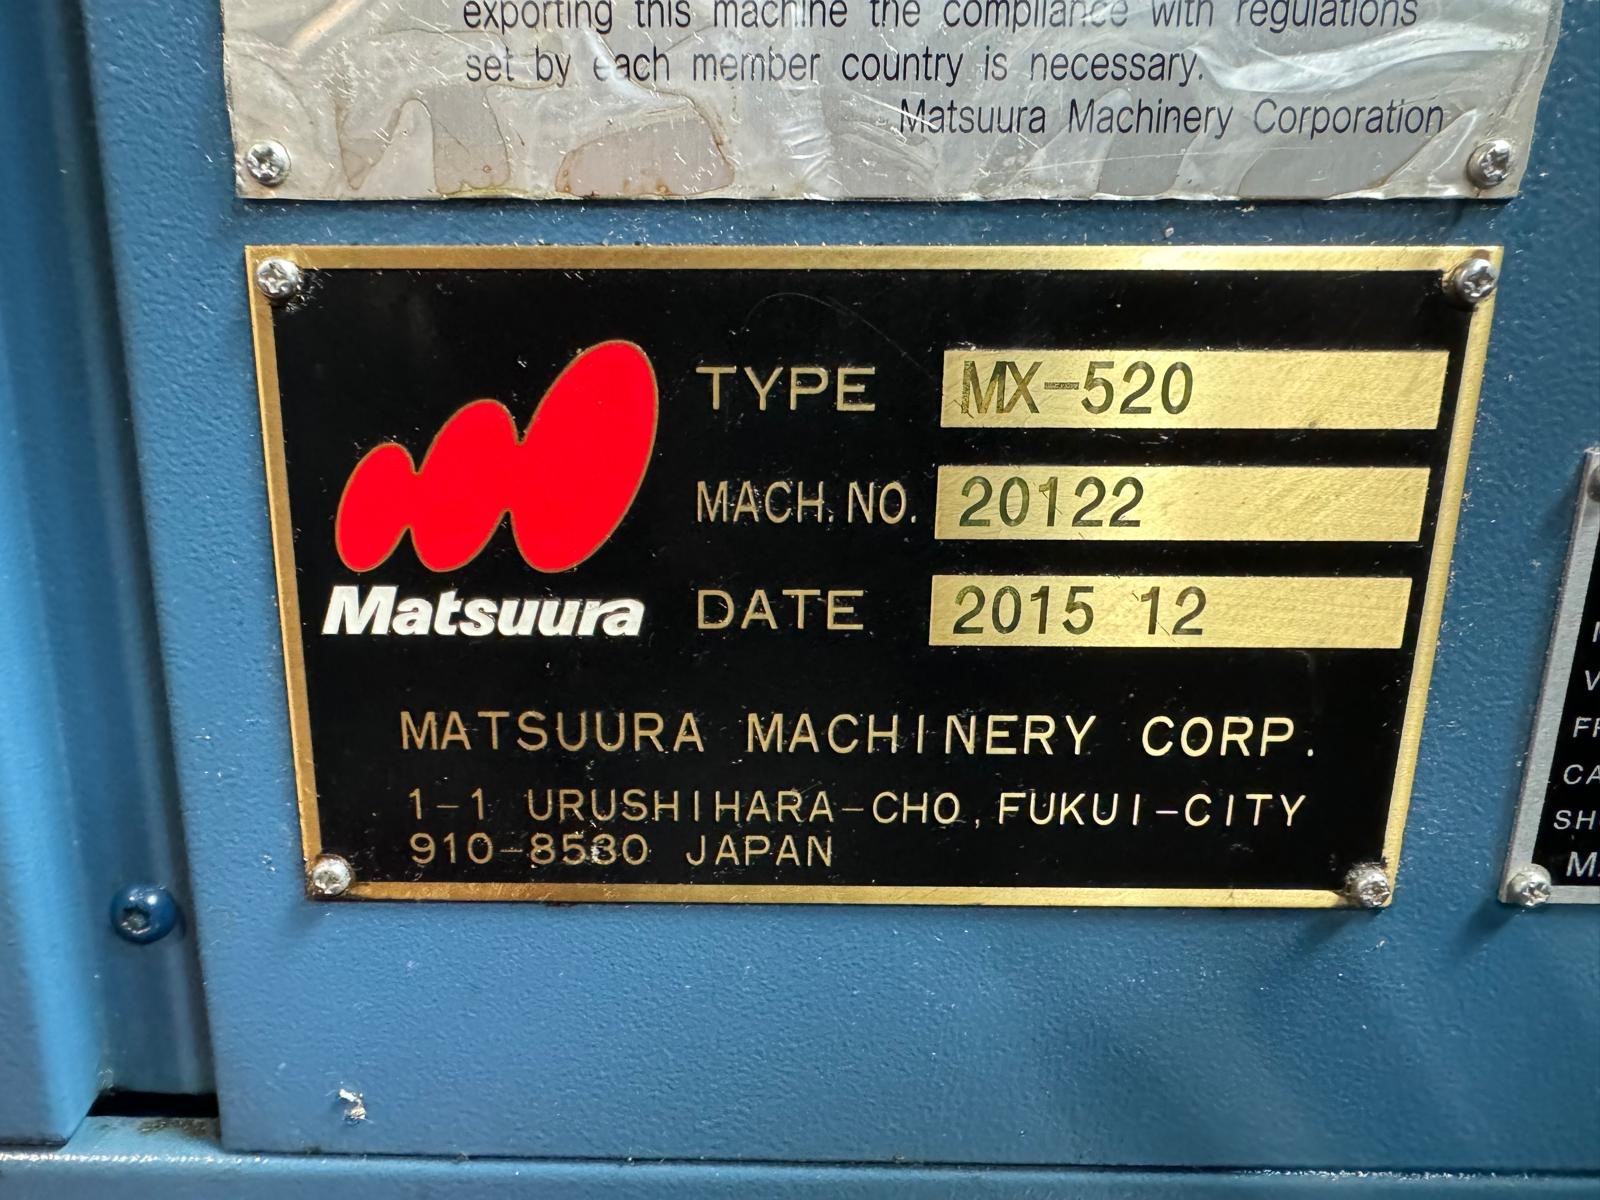 exporting this machine the compliance with regulations
set by each member country is necessary.
Matsuura Machinery Corporation
TYPE MX-520
MACH. NO. 20122
DATE 2015 12
Matsuura
MATSUURA MACHINERY CORP.
1-1 URUSHIHARA-CHO, FUKUI-CITY
910-8530 JAPAN